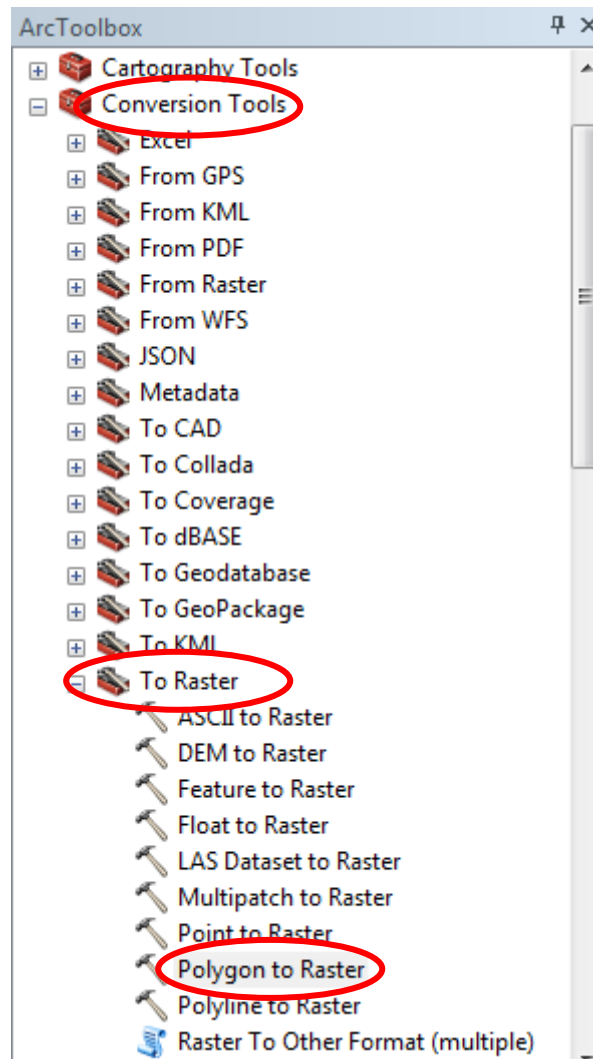 ArcToolbox
Cartography Tools
Conversion Tools
Excel
From GPS
From KML
From PDF
From Raster
From WFS
JSON
Metadata
To CAD
To Collada
To Coverage
To dBASE
To Geodatabase
To GeoPackage
To KML
To Raster
ASCII to Raster
DEM to Raster
Feature to Raster
Float to Raster
LAS Dataset to Raster
Multipatch to Raster
Point to Raster
Polygon to Raster
Polyline to Raster
Raster To Other Format (multiple)